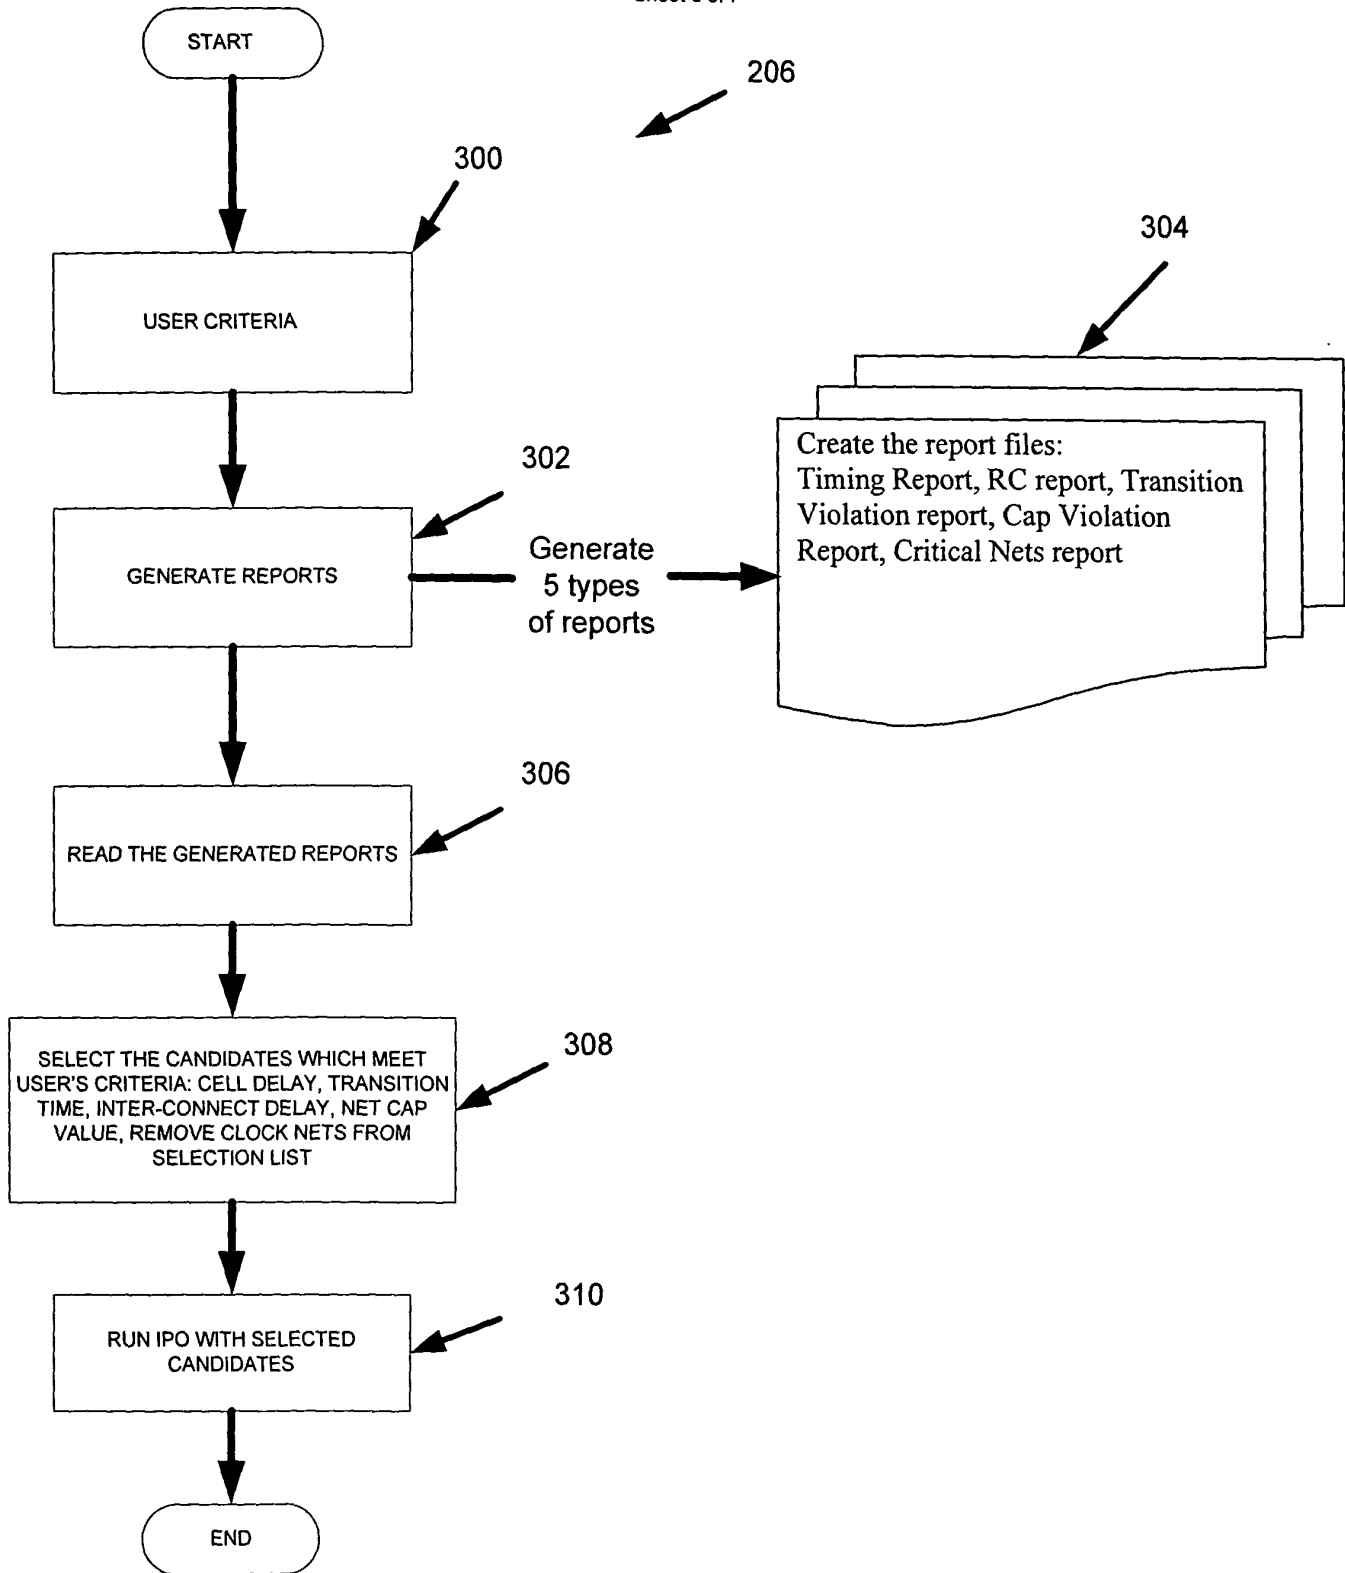 START
206
300
USER CRITERIA
304
Create the report files:
Timing Report, RC report, Transition
Violation report, Cap Violation
Report, Critical Nets report
302
GENERATE REPORTS
Generate
5 types
of reports
306
READ THE GENERATED REPORTS
308
SELECT THE CANDIDATES WHICH MEET
USER'S CRITERIA: CELL DELAY, TRANSITION
TIME, INTER-CONNECT DELAY, NET CAP
VALUE, REMOVE CLOCK NETS FROM
SELECTION LIST
310
RUN IPO WITH SELECTED
CANDIDATES
END